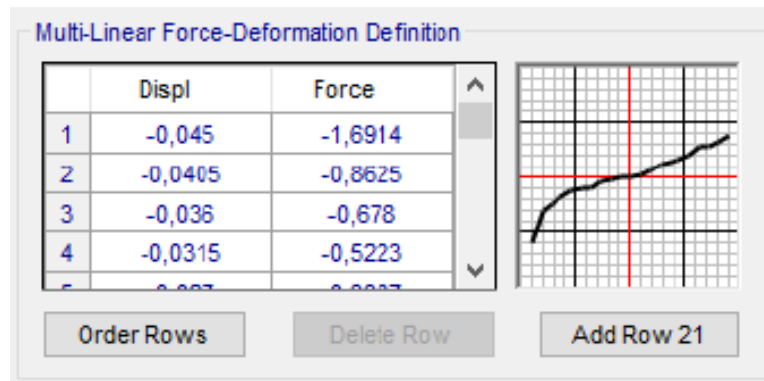 Multi-Linear Force-Deformation Definition
Displ Force
1 -0,045 -1,6914
2 -0,0405 -0,8625
3 -0,036 -0,678
4 -0,0315 -0,5223
Order Rows Delete Row Add Row 21